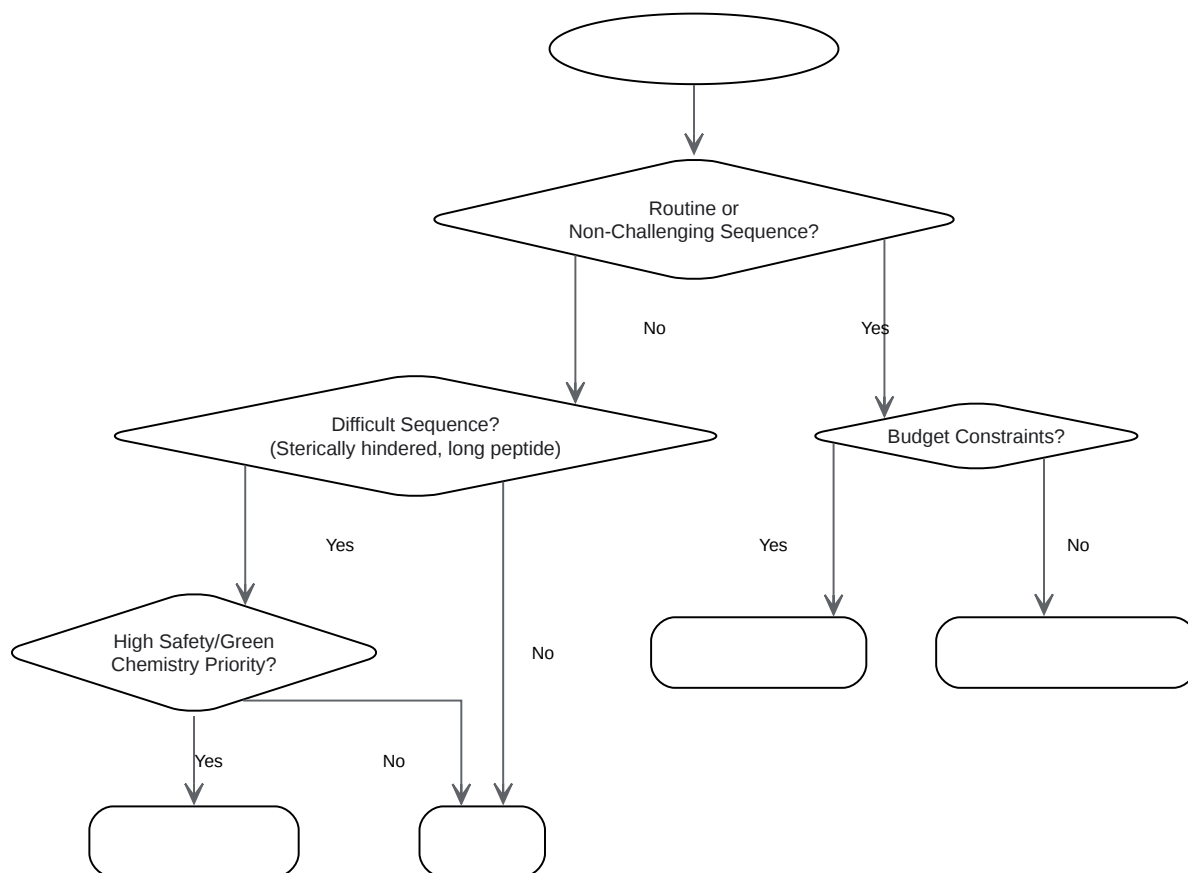 Routine or
Non-Challenging Sequence?
No
Yes
Difficult Sequence?
(Sterically hindered, long peptide)
Budget Constraints?
Yes
Yes
No
High Safety/Green
Chemistry Priority?
No
Yes
No